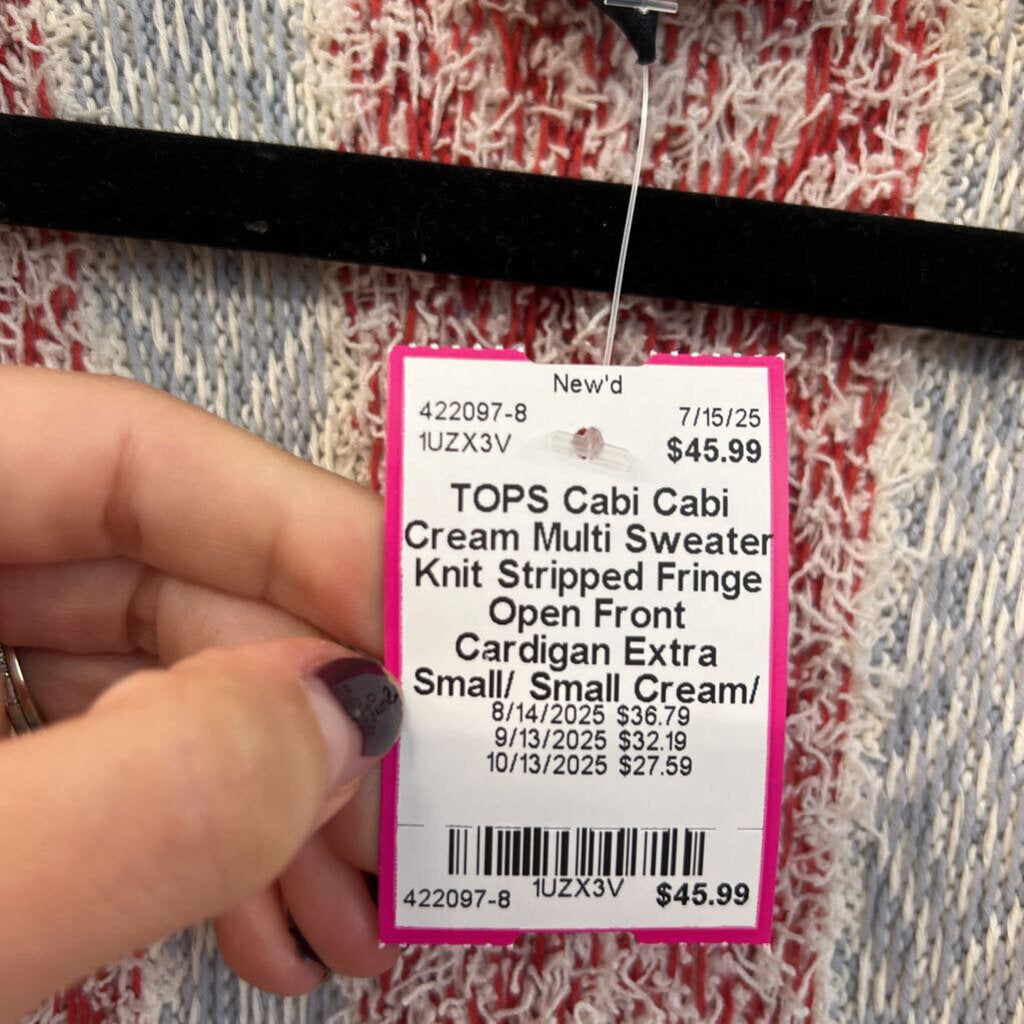 New'd
422097-8 7/15/25
1UZX3V $45.99
TOPS Cabi Cabi
Cream Multi Sweater
Knit Stripped Fringe
Open Front
Cardigan Extra
Small/ Small Cream/
8/14/2025 $36.79
9/13/2025 $32.19
10/13/2025 $27.59
422097-8 1UZX3V $45.99